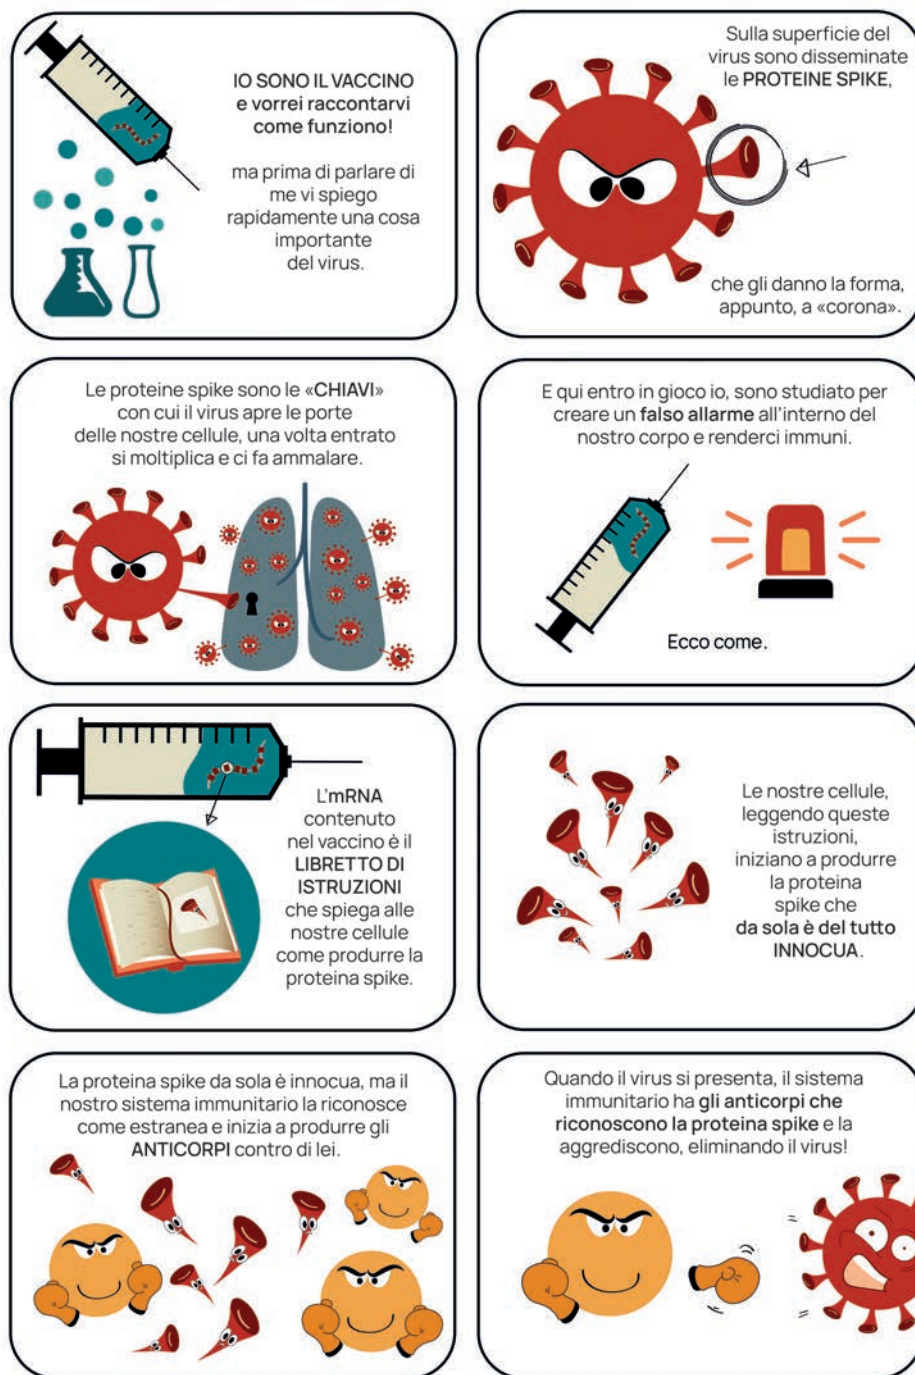 IO SONO IL VACCINO
e vorrei raccontarvi
come funziono!
ma prima di parlare di
me vi spiego
rapidamente una cosa
importante
del virus.
Sulla superficie del
virus sono disseminate
le PROTEINE SPIKE,
che gli danno la forma,
appunto, a «corona».
Le proteine spike sono le «CHIAVI»
con cui il virus apre le porte
delle nostre cellule, una volta entrato
si moltiplica e ci fa ammalare.
E qui entro in gioco io, sono studiato per
creare un falso allarme all'interno del
nostro corpo e renderci immuni.
Ecco come.
L'mRNA
contenuto
nel vaccino è il
LIBRETTO DI
ISTRUZIONI
che spiega alle
nostre cellule
come produrre la
proteina spike.
Le nostre cellule,
leggendo queste
istruzioni,
iniziano a produrre
la proteina
spike che
da sola è del tutto
INNOCUA.
La proteina spike da sola è innocua, ma il
nostro sistema immunitario la riconosce
come estranea e inizia a produrre gli
ANTICORPI contro di lei.
Quando il virus si presenta, il sistema
immunitario ha gli anticorpi che
riconoscono la proteina spike e la
aggrediscono, eliminando il virus!